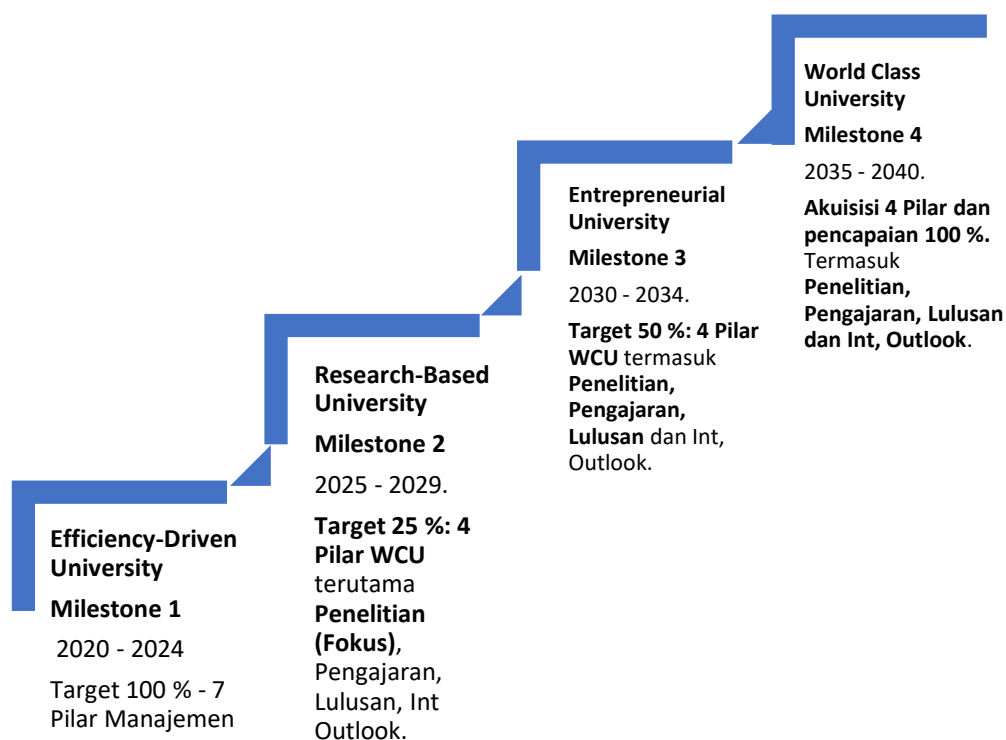 Efficiency-Driven
University
Milestone 1
2020 - 2024
Target 100 % - 7
Pilar Manajemen
Research-Based
University
Milestone 2
2025 - 2029.
Target 25 %: 4
Pilar WCU
terutama
Penelitian
(Fokus),
Pengajaran,
Lulusan, Int
Outlook.
Entrepreneurial
University
Milestone 3
2030 - 2034.
Target 50 %: 4 Pilar
WCU termasuk
Penelitian,
Pengajaran,
Lulusan dan Int,
Outlook.
World Class
University
Milestone 4
2035 - 2040.
Akuisisi 4 Pilar dan
pencapaian 100 %.
Termasuk
Penelitian,
Pengajaran, Lulusan
dan Int, Outlook.